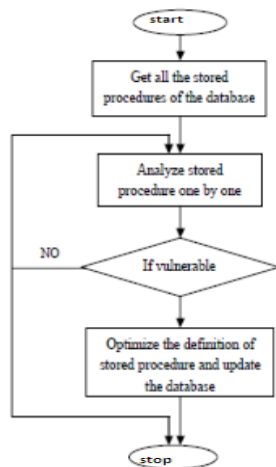 start
Get all the stored
procedures of the database
Analyze stored
procedure one by one
NO
If vulnerable
Optimize the definition of
stored procedure and update
the database
stop